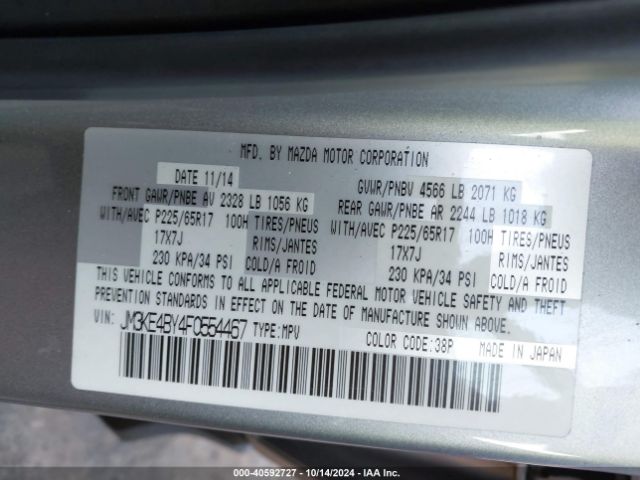 MFD. BY MAZDA MOTOR CORPORATION
DATE 11/14 GVWR/PNBV 4566 LB 2071 KG
FRONT GAWR/PNBE AV 2328 LB 1056 KG REAR GAWR/PNBE AR 2244 LB 1018 KG
WITH/AVEC P225/65R17 100H TIRES/PNEUS WITH/AVEC P225/65R17 100H TIRES/PNEUS
17X7J RIMS/JANTES 17X7J RIMS/JANTES
230 KPA/34 PSI COLD/A FROID 230 KPA/34 PSI COLD/A FROID
THIS VEHICLE CONFORMS TO ALL APPLICABLE FEDERAL MOTOR VEHICLE SAFETY AND THEFT
PREVENTION STANDARDS IN EFFECT ON THE DATE OF MANUFACTURE SHOWN ABOVE.
VIN: JM3KE4BY4F0554467 TYPE:MPV
COLOR CODE:38P MADE IN JAPAN
000-40592727 - 10/14/2024 - IAA Inc.